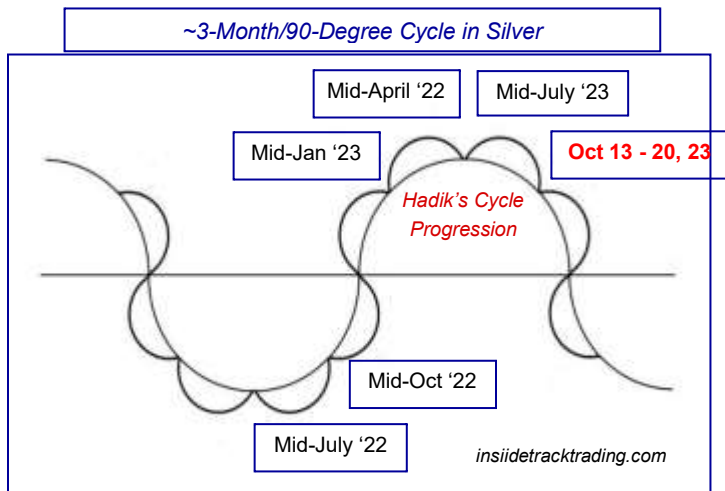 ~3-Month/90-Degree Cycle in Silver
Mid-April ‘22
Mid-July ‘23
Mid-Jan ‘23
Oct 13 - 20, 23
Hadik's Cycle
Progression
Mid-Oct ‘22
Mid-July ‘22
insiidetracktrading.com